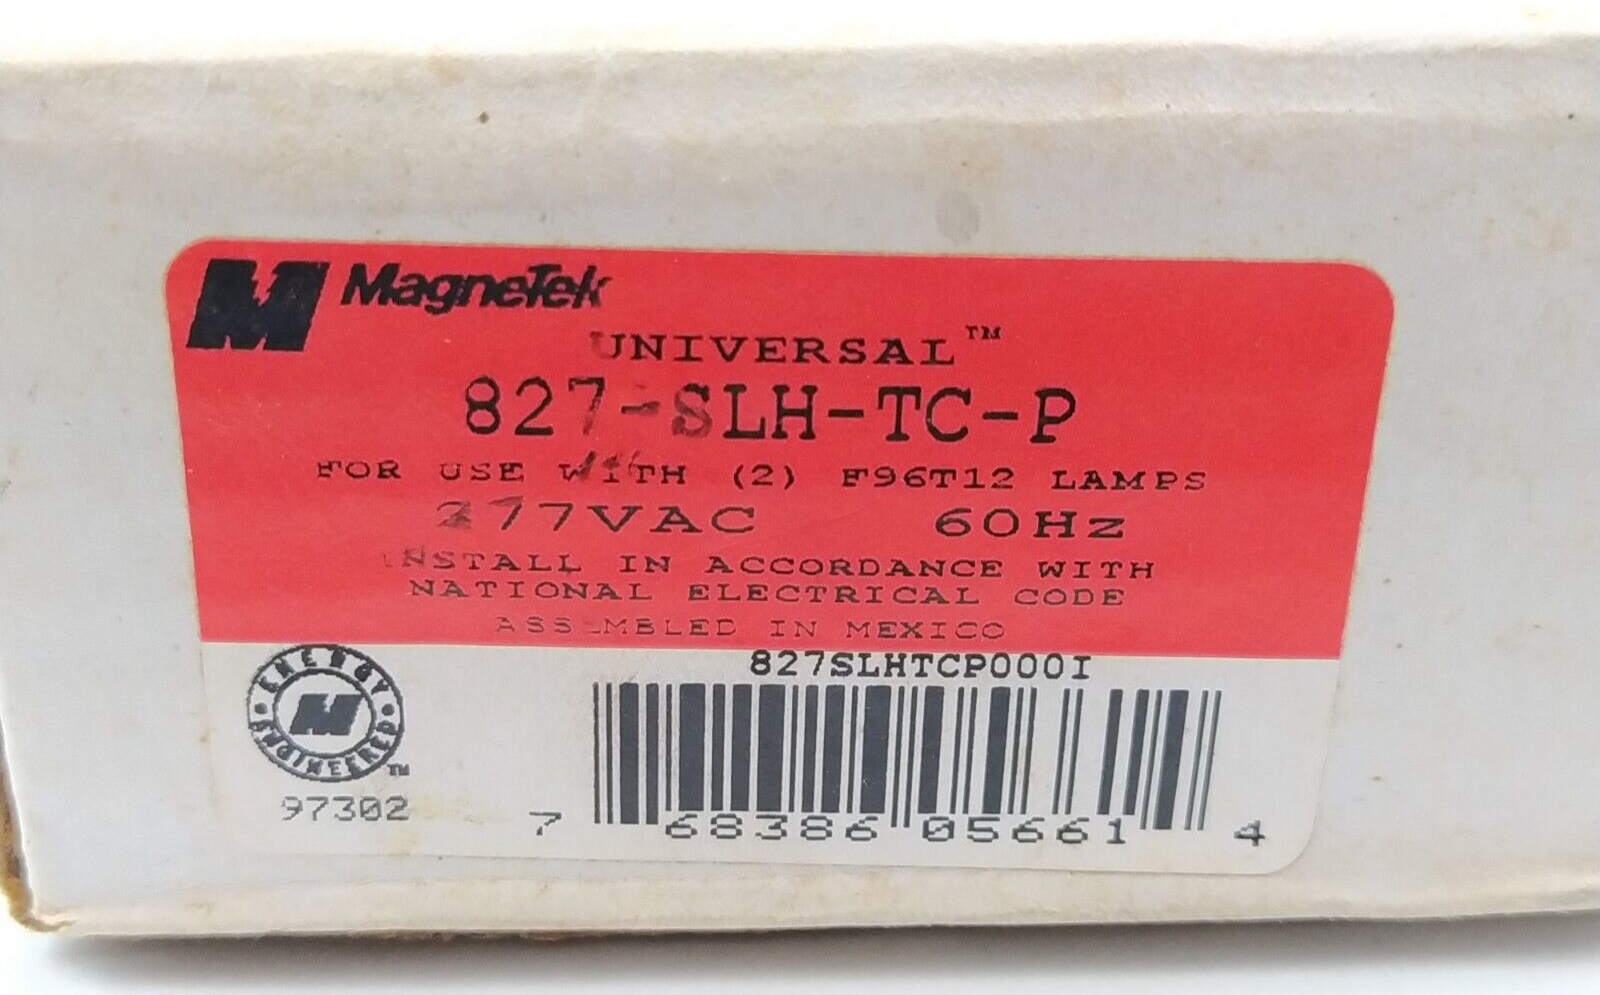 MagneTek
UNIVERSAL™
827-SLH-TC-P
FOR USE WITH (2) F96T12 LAMPS
277VAC 60Hz
INSTALL IN ACCORDANCE WITH
NATIONAL ELECTRICAL CODE
ASSEMBLED IN MEXICO
827SLHTCP000I
ENERGY ENGINEERED TM
97302
7 68386 05661 4